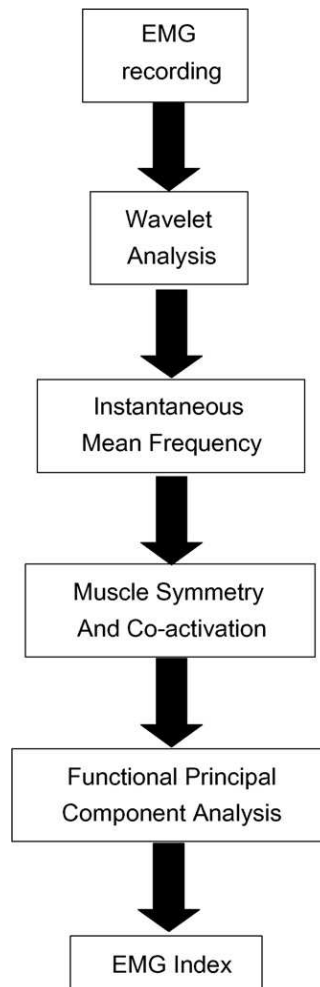 EMG
recording
Wavelet
Analysis
Instantaneous
Mean Frequency
Muscle Symmetry
And Co-activation
Functional Principal
Component Analysis
EMG Index